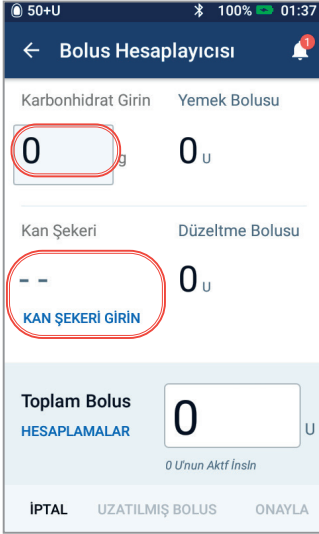 50+U 100% 01:37
← Bolus Hesaplayıcısı 1
Karbonhidrat Girin Yemek Bolusu
0 g 0 U
Kan Şekeri Düzeltme Bolusu
- - 0 U
KAN ŞEKERİ GİRİN
Toplam Bolus
HESAPLAMALAR 0 U
0 U'nun Aktf İnsln
İPTAL UZATILMIŞ BOLUS ONAYLA